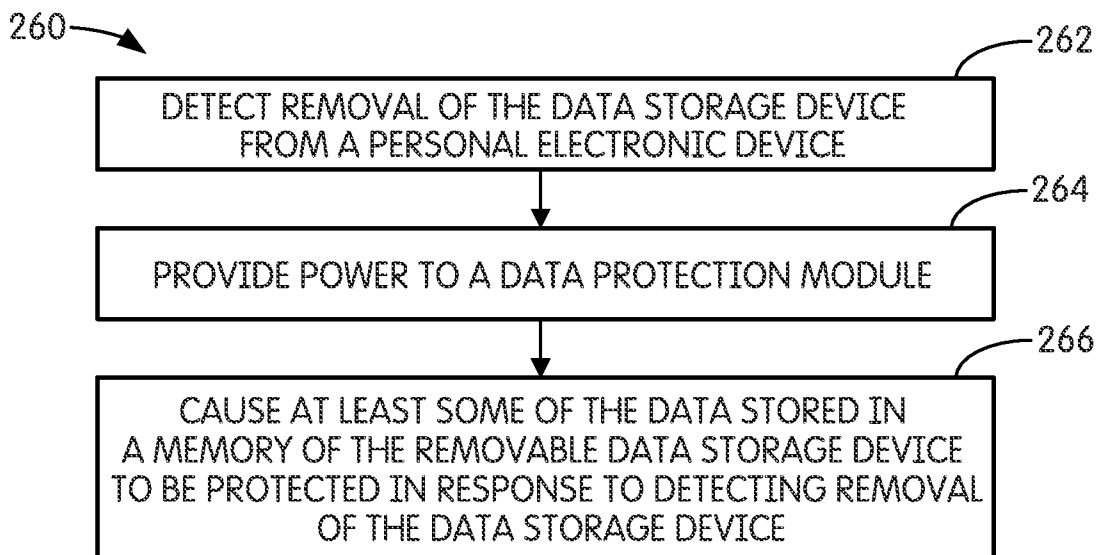 260
262
DETECT REMOVAL OF THE DATA STORAGE DEVICE
FROM A PERSONAL ELECTRONIC DEVICE
264
PROVIDE POWER TO A DATA PROTECTION MODULE
266
CAUSE AT LEAST SOME OF THE DATA STORED IN
A MEMORY OF THE REMOVABLE DATA STORAGE DEVICE
TO BE PROTECTED IN RESPONSE TO DETECTING REMOVAL
OF THE DATA STORAGE DEVICE